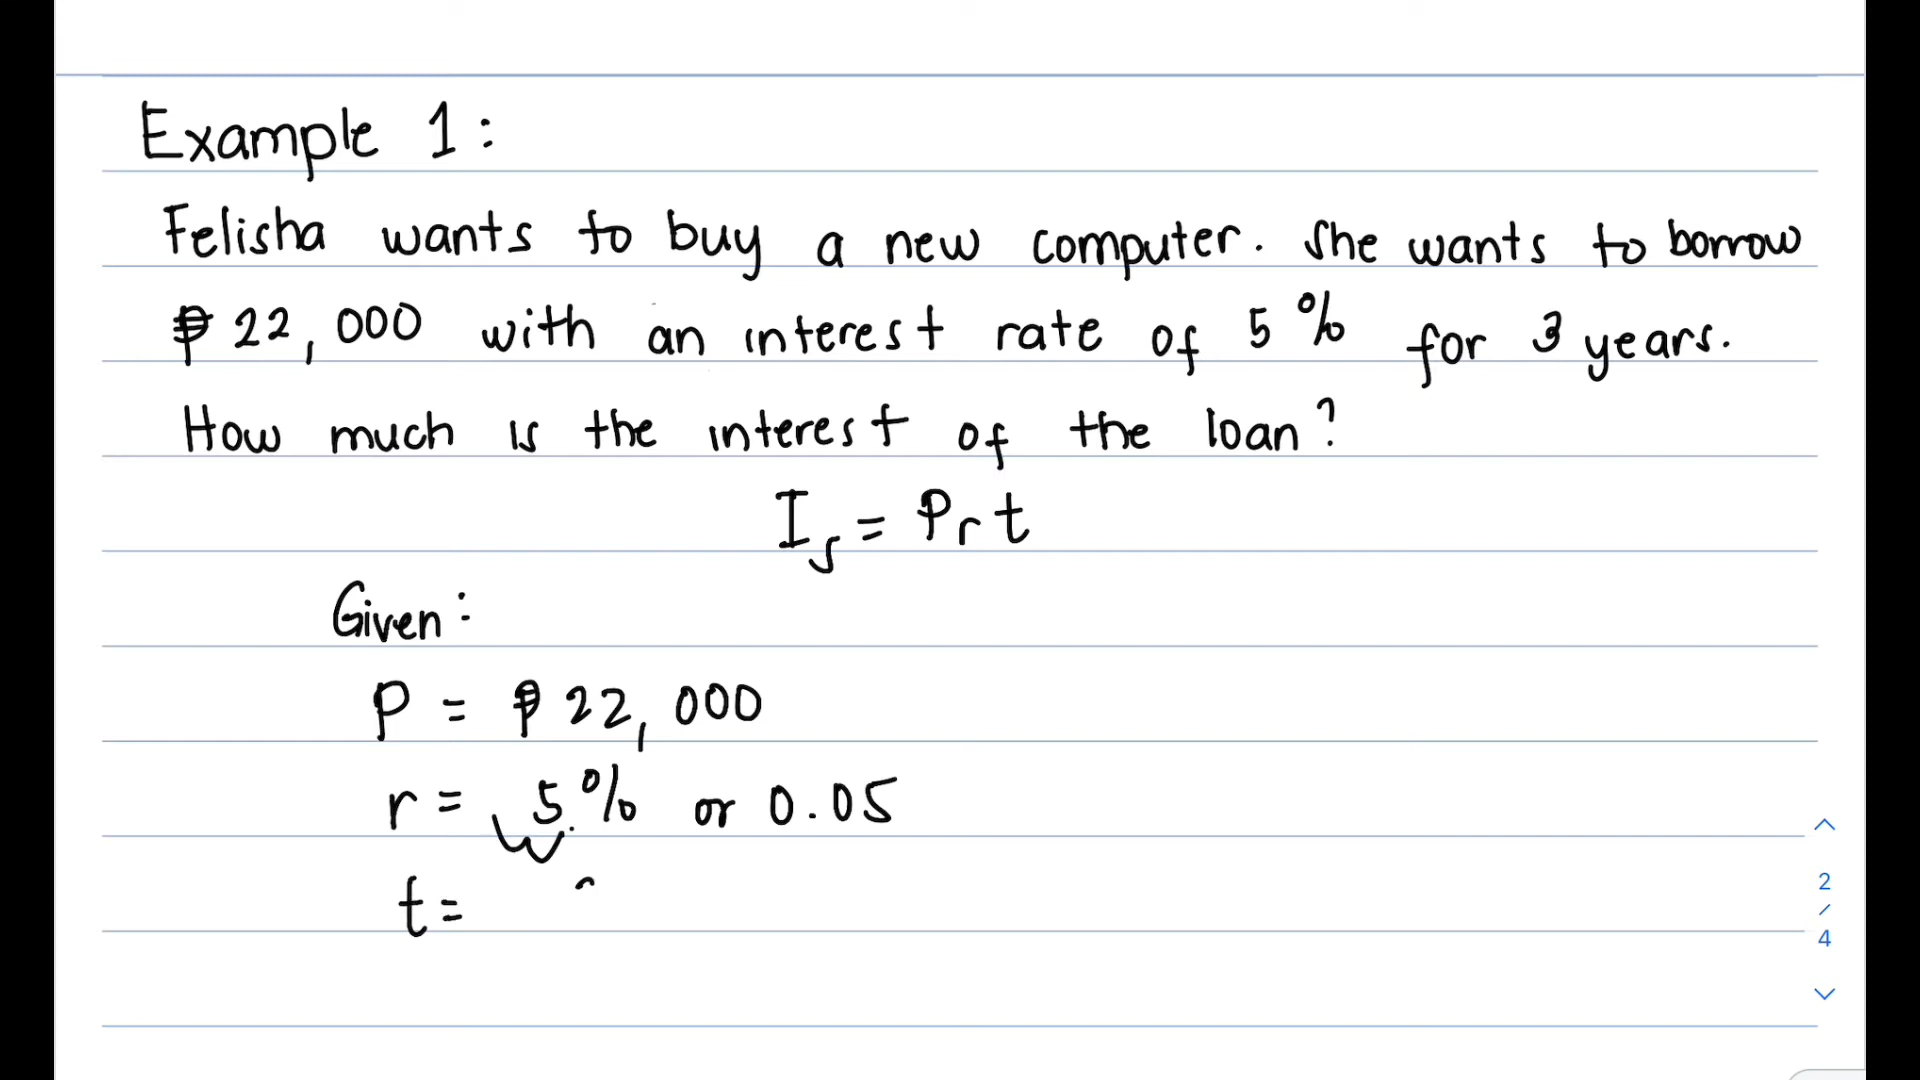 Example 1:
Felisha wants to buy a new computer. She wants to borrow
₱ 22,000 with an interest rate of 5% for 3 years.
How much is the interest of the loan?
Is = Prt
Given:
P = ₱ 22,000
r = 5.% or 0.05
t =
2
/
4